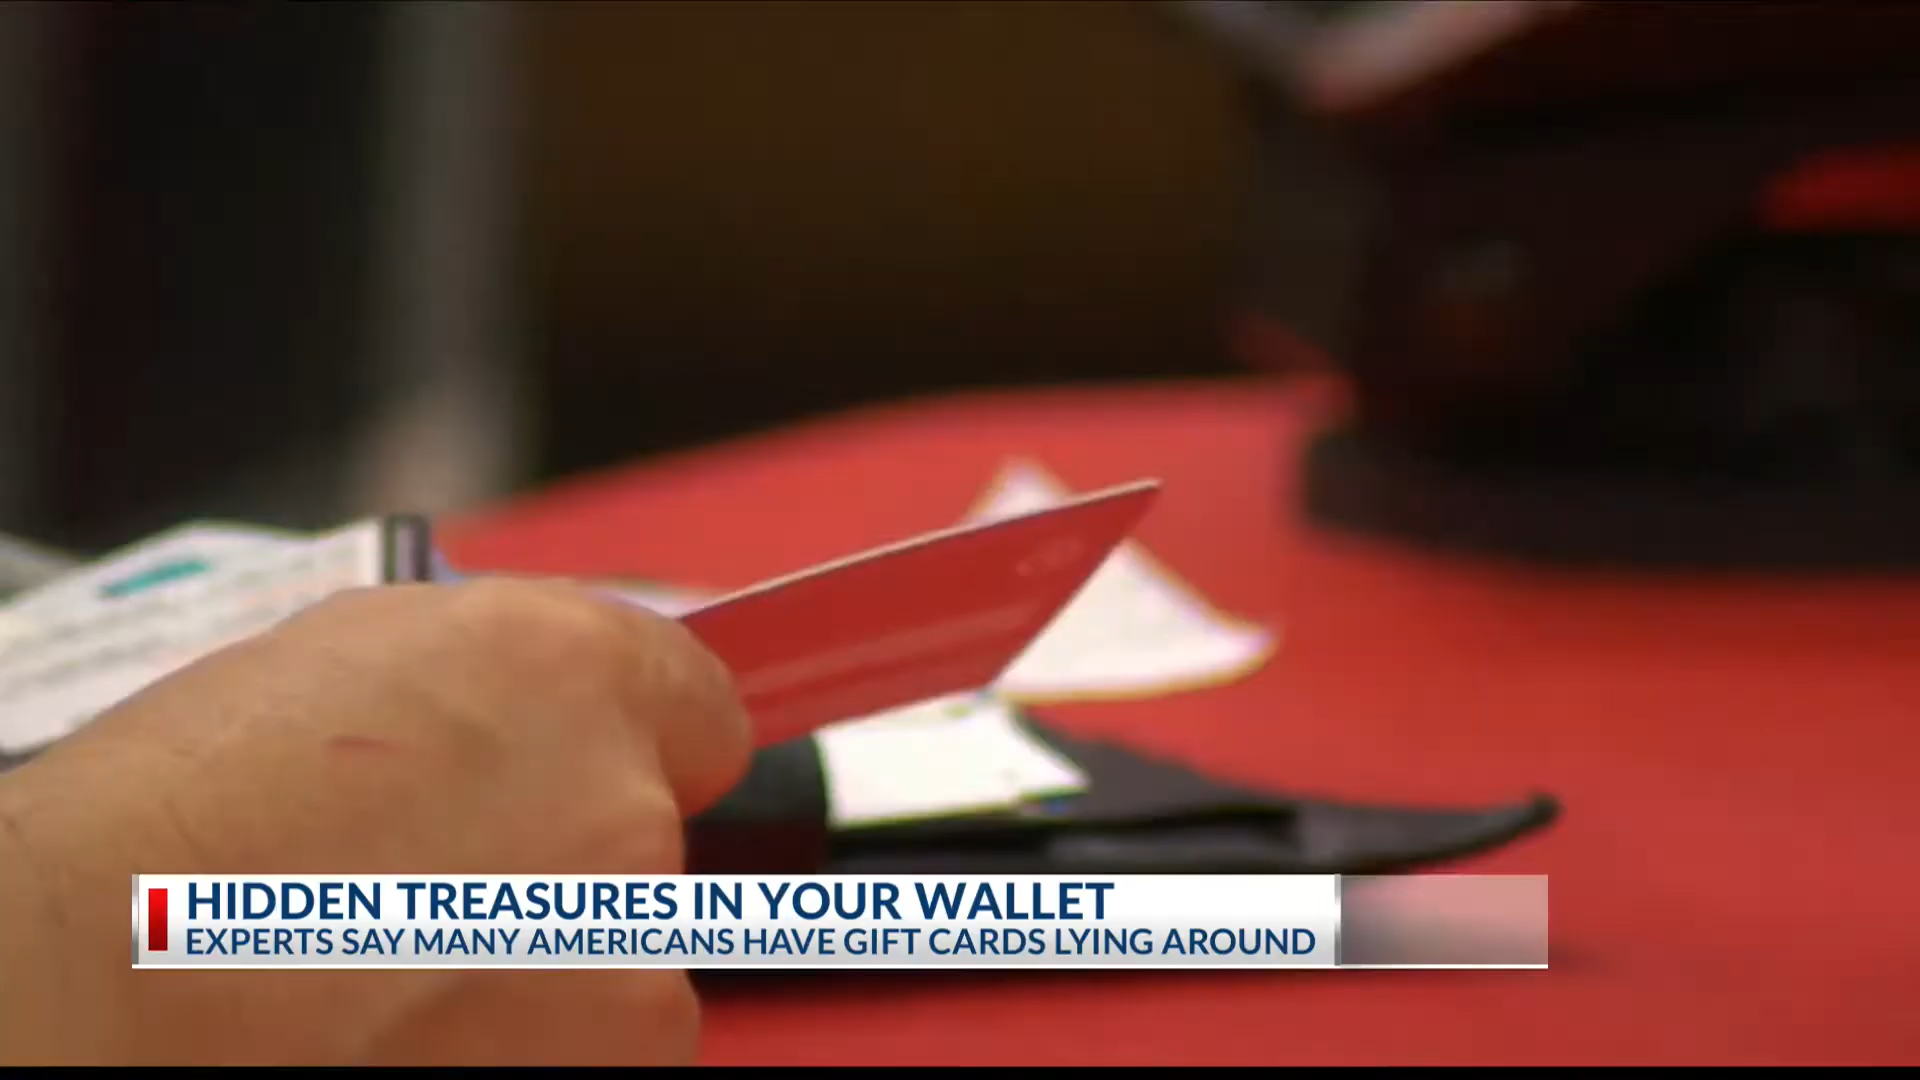 HIDDEN TREASURES IN YOUR WALLET
EXPERTS SAY MANY AMERICANS HAVE GIFT CARDS LYING AROUND